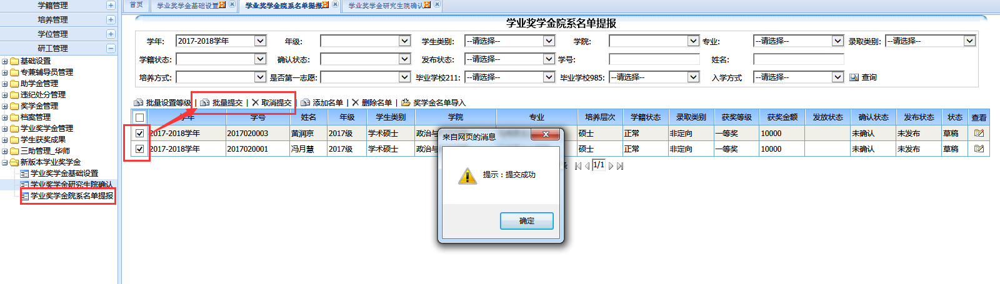 学籍管理
培养管理
学位管理
研工管理
基础设置
专兼辅导员管理
助学金管理
违纪处分管理
奖学金管理
档案管理
学业奖学金管理
学生获奖成果
三助管理_华师
新版本学业奖学金
学业奖学金基础设置
学业奖学金研究生院确认
学业奖学金院系名单提报
首页 学业奖学金基础设置 学业奖学金院系名单提报 学业奖学金研究生院确认
学业奖学金院系名单提报
学年: 2017-2018学年 年级: 学生类别: --请选择-- 学院: 专业: --请选择-- 录取类别: --请选择--
学籍状态: 确认状态: 发布状态: --请选择-- 学号: 姓名:
培养方式: 是否第一志愿: 毕业学校211: --请选择-- 毕业学校985: --请选择-- 入学方式 --请选择-- 查询
批量设置等级 | 批量提交 | 取消提交 | 添加名单 | 删除名单 | 奖学金名单导入
学年 学号 姓名 年级 学生类别 学院 专业 培养层次 学籍状态 录取类别 获奖等级 获奖金额 发放状态 确认状态 发布状态 状态 查看
2017-2018学年 2017020003 黄润京 2017级 学术硕士 政治与 硕士 正常 非定向 一等奖 10000 未确认 未发布 草稿
2017-2018学年 2017020001 冯月慧 2017级 学术硕士 政治与 硕士 正常 非定向 一等奖 10000 未确认 未发布 草稿
条 1/1
来自网页的消息
提示：提交成功
确定